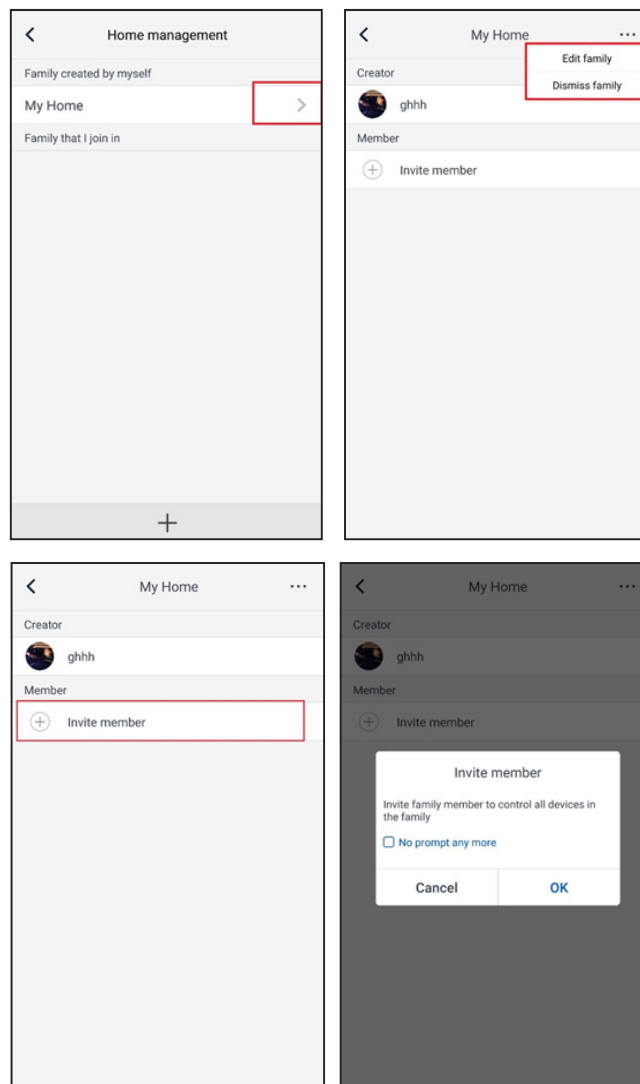 Home management
Family created by myself
My Home
Family that I join in
My Home
Edit family
Dismiss family
Creator
ghhh
Member
Invite member
My Home
Creator
ghhh
Member
Invite member
My Home
Creator
ghhh
Member
Invite member
Invite member
Invite family member to control all devices in
the family
No prompt any more
Cancel OK